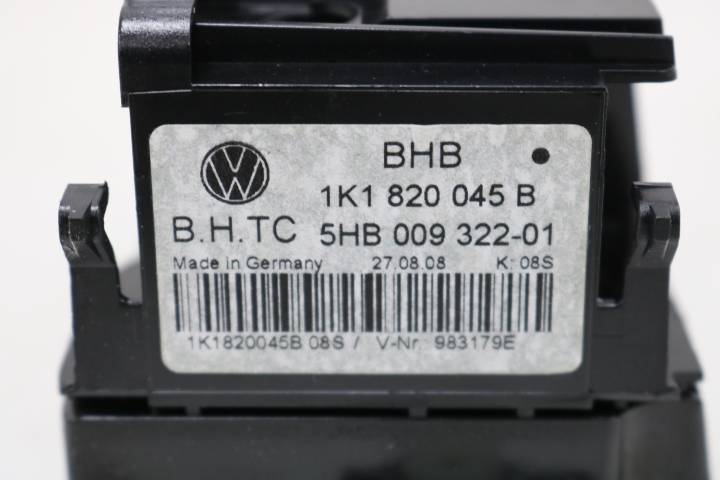 BHB
1K1 820 045 B
B.H.TC 5HB 009 322-01
Made in Germany 27.08.08 K: 08S
1K1820045B 08S / V-Nr. 983179E